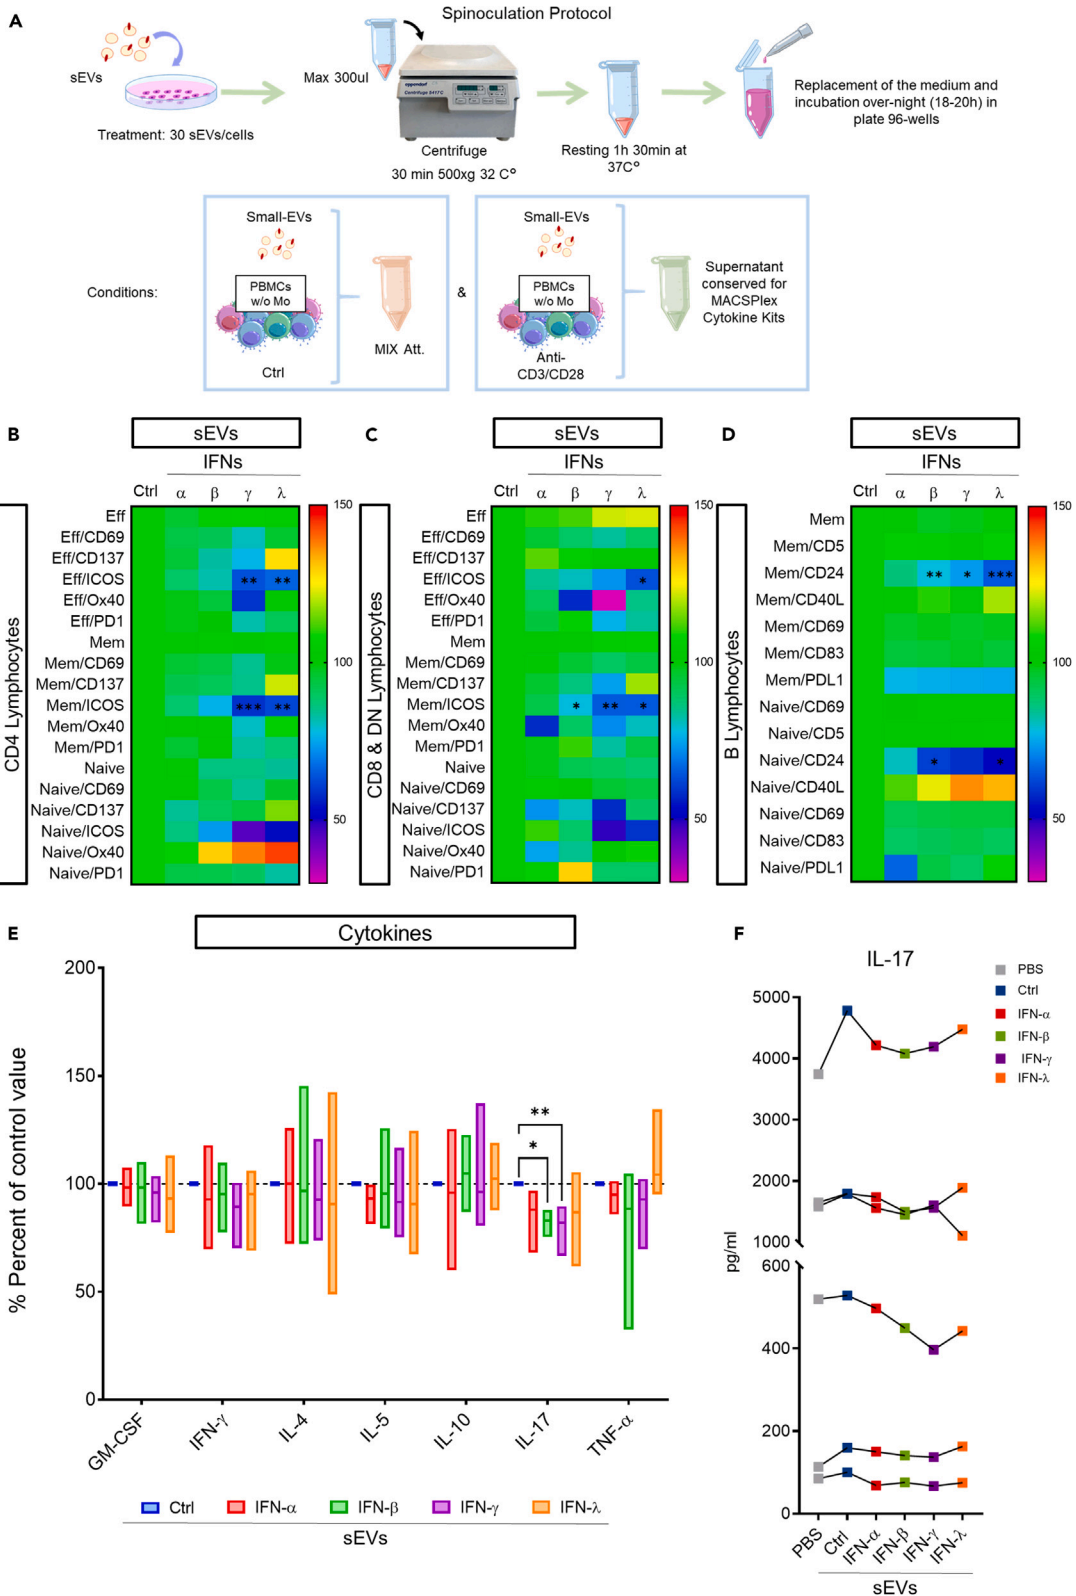 A
Spinoculation Protocol
sEVs
Treatment: 30 sEVs/cells
Max 300ul
eppendorf
Centrifuge 5417C
Centrifuge
30 min 500xg 32 C°
Resting 1h 30min at
37C°
Replacement of the medium and
incubation over-night (18-20h) in
plate 96-wells
Conditions:
Small-EVs
PBMCs
w/o Mo
Ctrl
MIX Att.
&
Small-EVs
PBMCs
w/o Mo
Anti-
CD3/CD28
Supernatant
conserved for
MACSPlex
Cytokine Kits
B
sEVs
IFNs
Ctrl α β γ λ
CD4 Lymphocytes
Eff
Eff/CD69
Eff/CD137
Eff/ICOS ** **
Eff/Ox40
Eff/PD1
Mem
Mem/CD69
Mem/CD137
Mem/ICOS *** **
Mem/Ox40
Mem/PD1
Naive
Naive/CD69
Naive/CD137
Naive/ICOS
Naive/Ox40
Naive/PD1
150
100
50
C
sEVs
IFNs
Ctrl α β γ λ
CD8 & DN Lymphocytes
Eff
Eff/CD69
Eff/CD137
Eff/ICOS *
Eff/Ox40
Eff/PD1
Mem
Mem/CD69
Mem/CD137
Mem/ICOS * ** *
Mem/Ox40
Mem/PD1
Naive
Naive/CD69
Naive/CD137
Naive/ICOS
Naive/Ox40
Naive/PD1
150
100
50
D
sEVs
IFNs
Ctrl α β γ λ
B Lymphocytes
Mem
Mem/CD5
Mem/CD24 ** * ***
Mem/CD40L
Mem/CD69
Mem/CD83
Mem/PDL1
Naive/CD69
Naive/CD5
Naive/CD24 * *
Naive/CD40L
Naive/CD69
Naive/CD83
Naive/PDL1
150
100
50
E
Cytokines
% Percent of control value
200
150
100
50
0
**
*
GM-CSF
IFN-γ
IL-4
IL-5
IL-10
IL-17
TNF-α
Ctrl IFN-α IFN-β IFN-γ IFN-λ
sEVs
F
IL-17
PBS
Ctrl
IFN-α
IFN-β
IFN-γ
IFN-λ
pg/ml
5000
4000
3000
2000
1000
600
400
200
0
PBS
Ctrl
IFN-α
IFN-β
IFN-γ
IFN-λ
sEVs